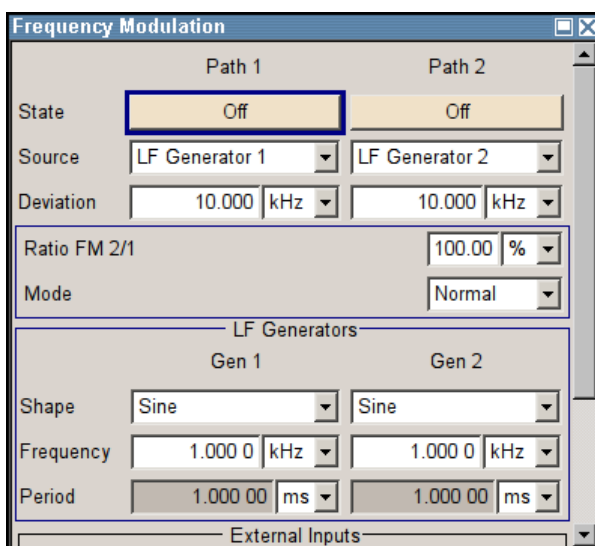 Frequency Modulation
Path 1 Path 2
State Off Off
Source LF Generator 1 LF Generator 2
Deviation 10.000 kHz 10.000 kHz
Ratio FM 2/1 100.00 %
Mode Normal
LF Generators
Gen 1 Gen 2
Shape Sine Sine
Frequency 1.000 0 kHz 1.000 0 kHz
Period 1.000 00 ms 1.000 00 ms
External Inputs